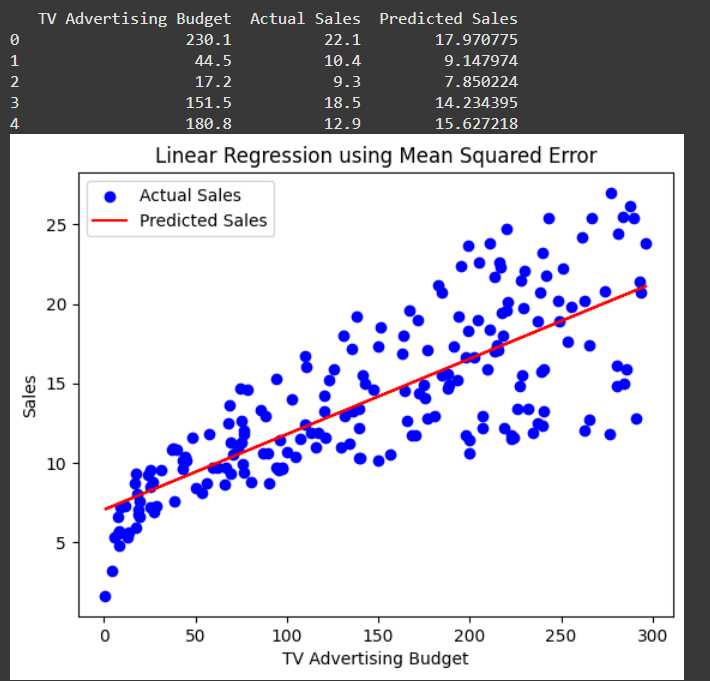 TV Advertising Budget  Actual Sales  Predicted Sales
0 230.1 22.1 17.970775
1 44.5 10.4 9.147974
2 17.2 9.3 7.850224
3 151.5 18.5 14.234395
4 180.8 12.9 15.627218
Linear Regression using Mean Squared Error
Actual Sales
Predicted Sales
25
20
15
10
5
Sales
0 50 100 150 200 250 300
TV Advertising Budget